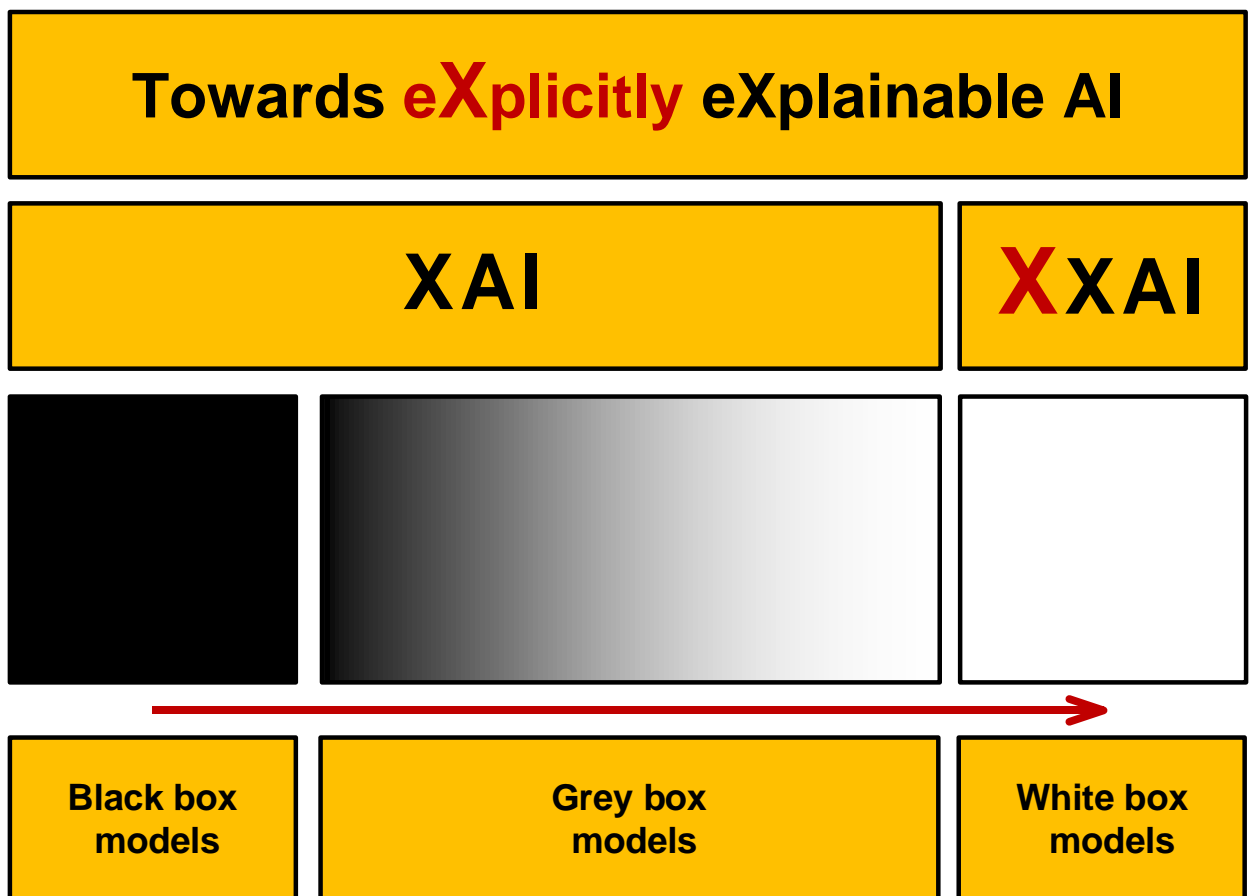 Towards eXplicitly eXplainable AI
XAI
XXAI
Black box
models
Grey box
models
White box
models